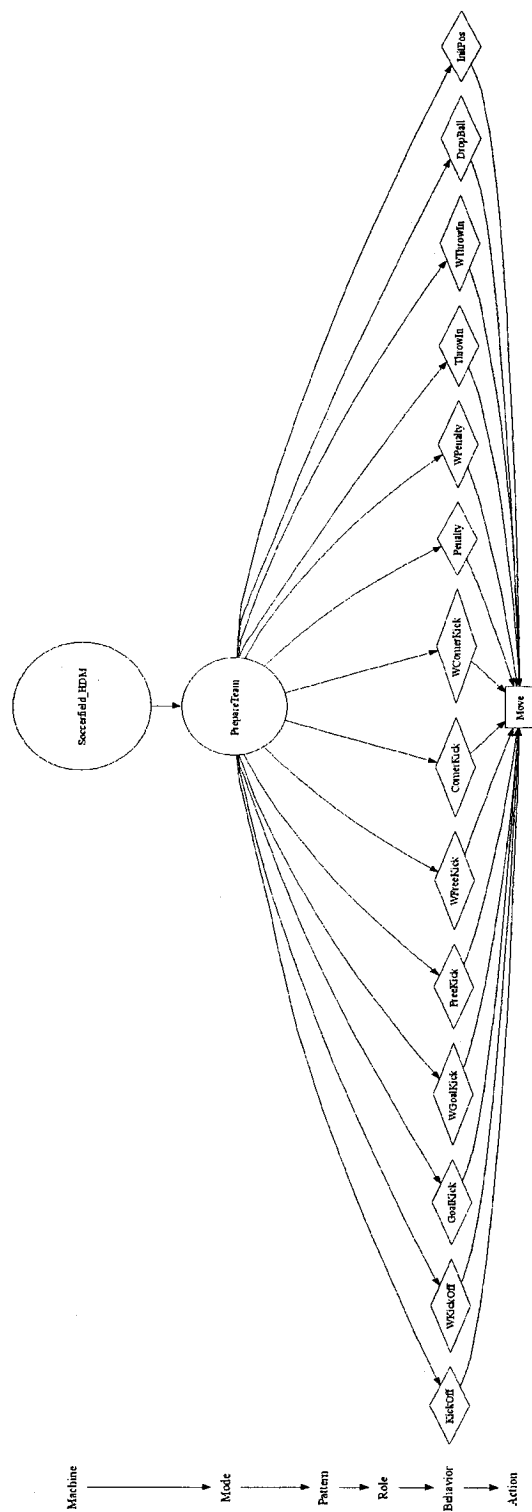 Machine
Mode
Pattern
Role
Behavior
Action
Soccerfield_HDM
PrepareTeam
KickOff
WKickOff
GoalKick
WGoalKick
FreeKick
WFreeKick
CornerKick
WCornerKick
Penalty
WPenalty
ThrowIn
WThrowIn
DropBall
InitPos
Move